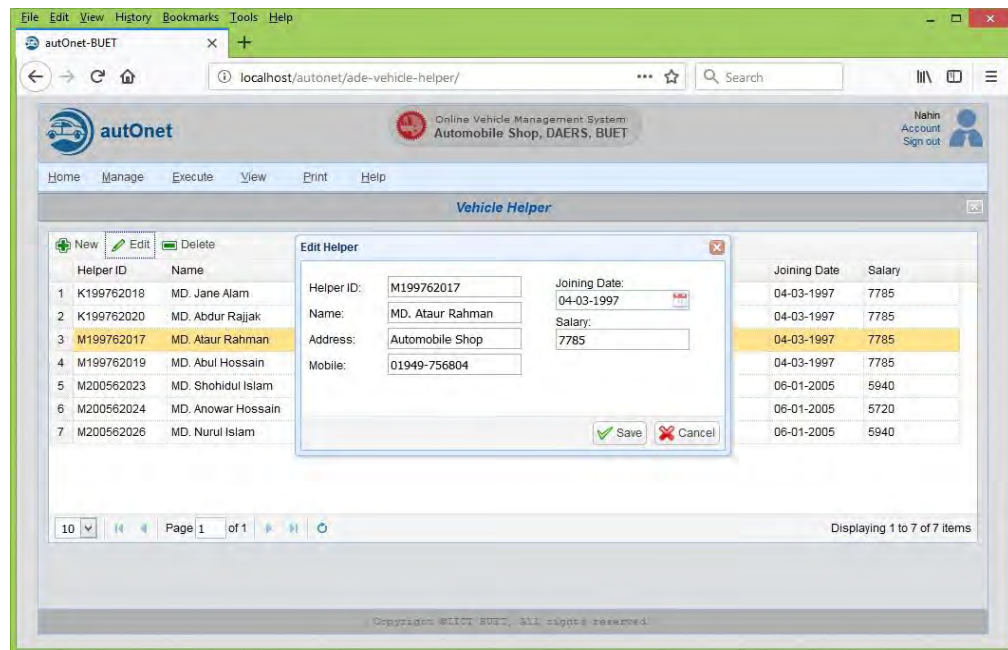 File Edit View History Bookmarks Tools Help
autOnet-BUET
localhost/autonet/ade-vehicle-helper/
Search
autOnet
Online Vehicle Management System
Automobile Shop, DAERS, BUET
Nahin
Account
Sign out
Home Manage Execute View Print Help
Vehicle Helper
New Edit Delete
Helper ID Name Joining Date Salary
1 K199762018 MD. Jane Alam 04-03-1997 7785
2 K199762020 MD. Abdur Rajjak 04-03-1997 7785
3 M199762017 MD. Ataur Rahman 04-03-1997 7785
4 M199762019 MD. Abul Hossain 04-03-1997 7785
5 M200562023 MD. Shohidul Islam 06-01-2005 5940
6 M200562024 MD. Anowar Hossain 06-01-2005 5720
7 M200562026 MD. Nurul Islam 06-01-2005 5940
Edit Helper
Helper ID: M199762017
Name: MD. Ataur Rahman
Address: Automobile Shop
Mobile: 01949-756804
Joining Date:
04-03-1997
Salary:
7785
Save Cancel
10 Page 1 of 1 Displaying 1 to 7 of 7 items
Copyright ©IICT BUET, All rights reserved